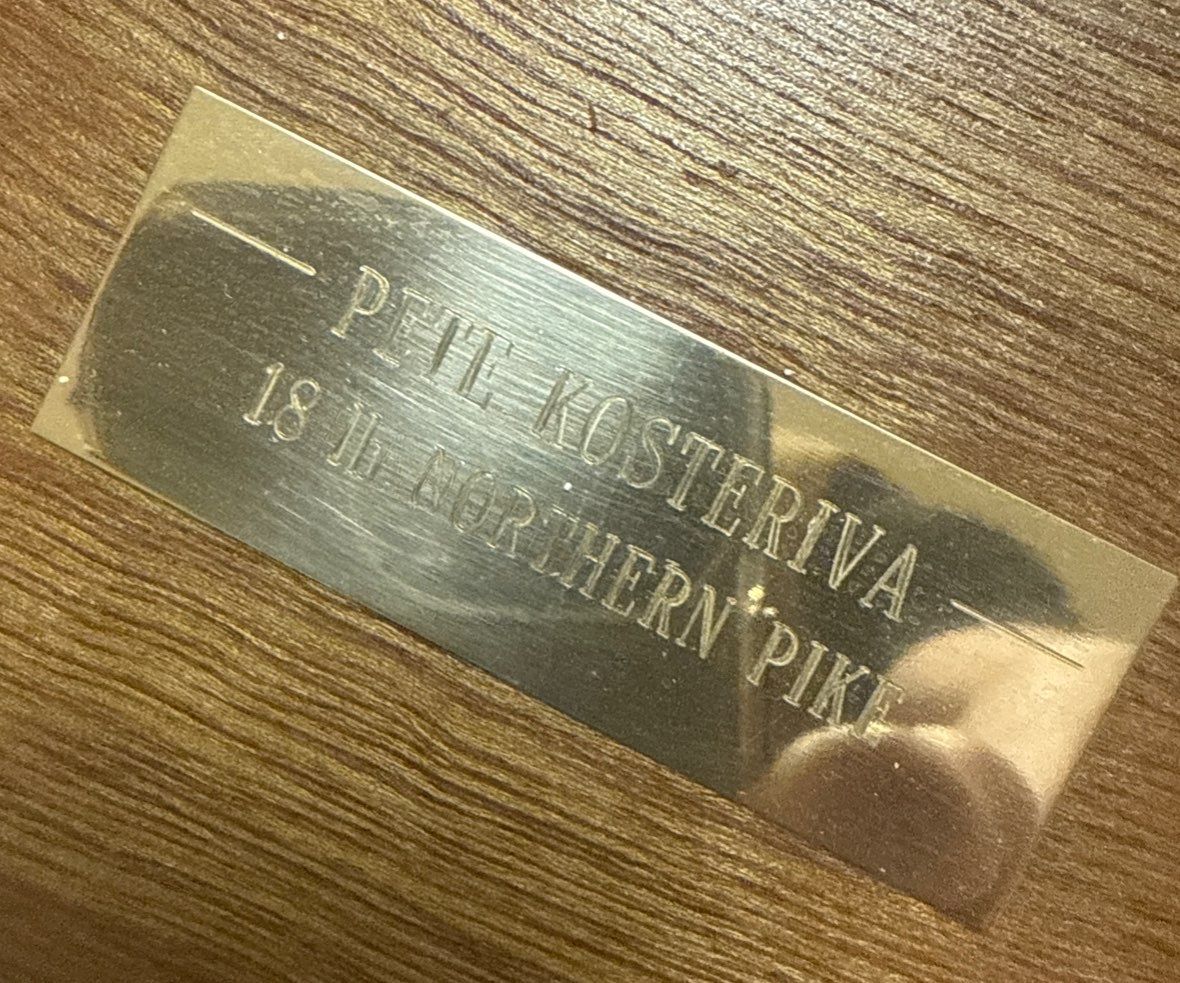 — PETE KOSTERIVA —
18 lb NORTHERN PIKE